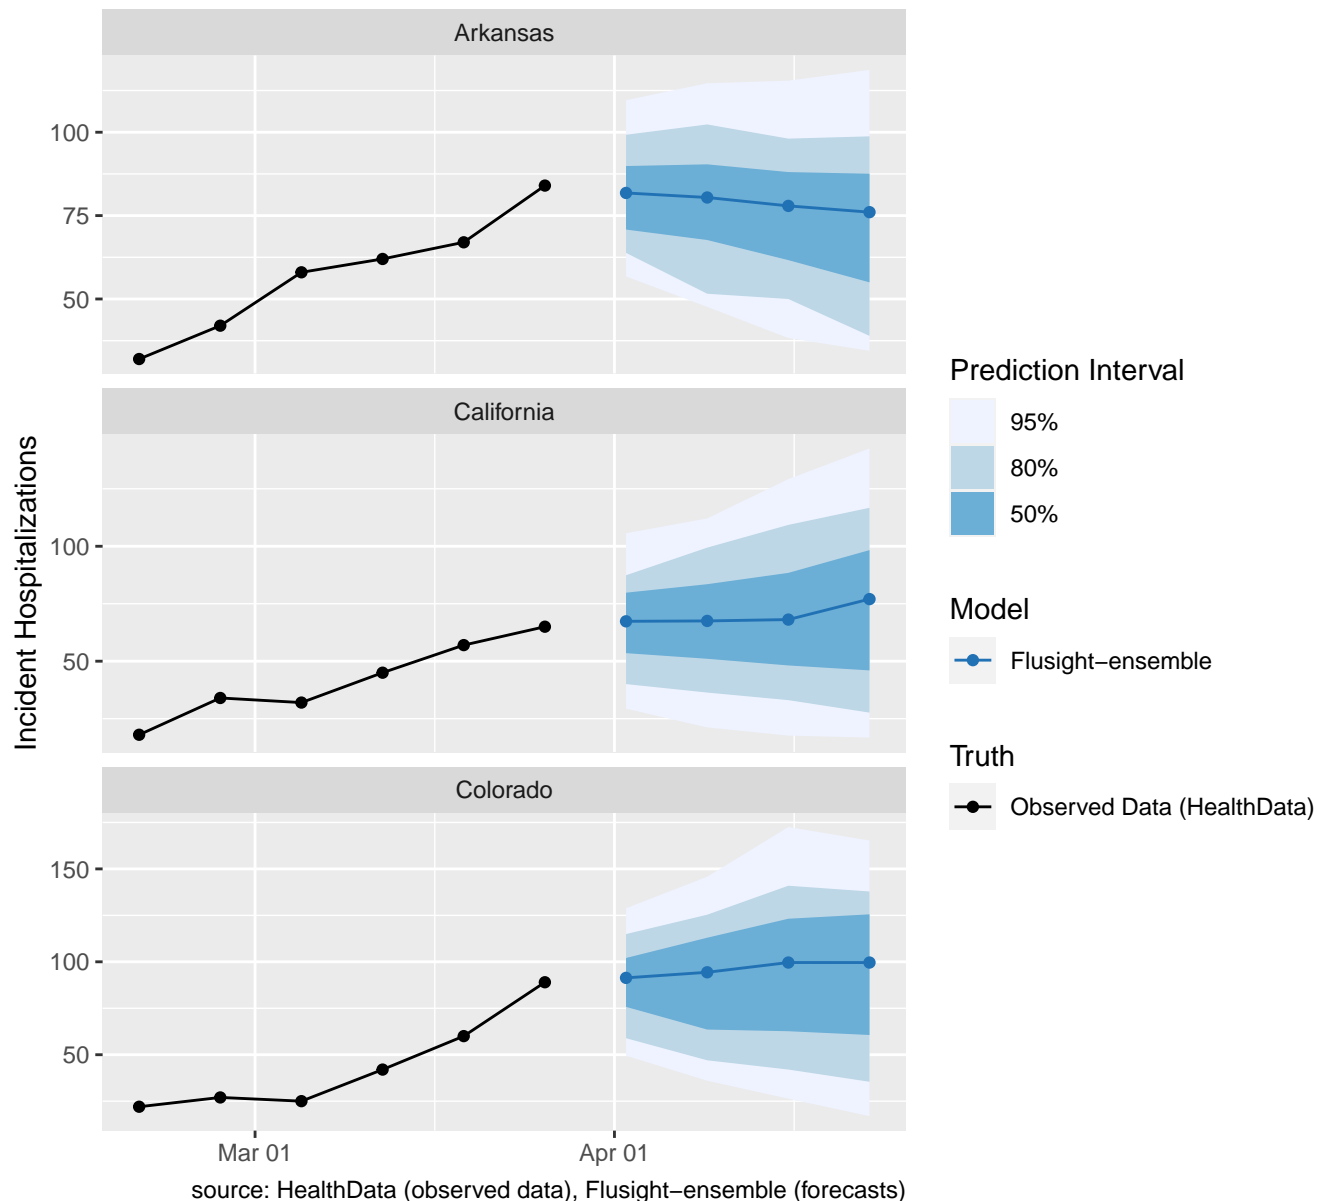 Arkansas
100
75
50
California
100
50
Colorado
150
100
50
Mar 01
Apr 01
Incident Hospitalizations
source: HealthData (observed data), Flusight−ensemble (forecasts)
Prediction Interval
95%
80%
50%
Model
Flusight−ensemble
Truth
Observed Data (HealthData)